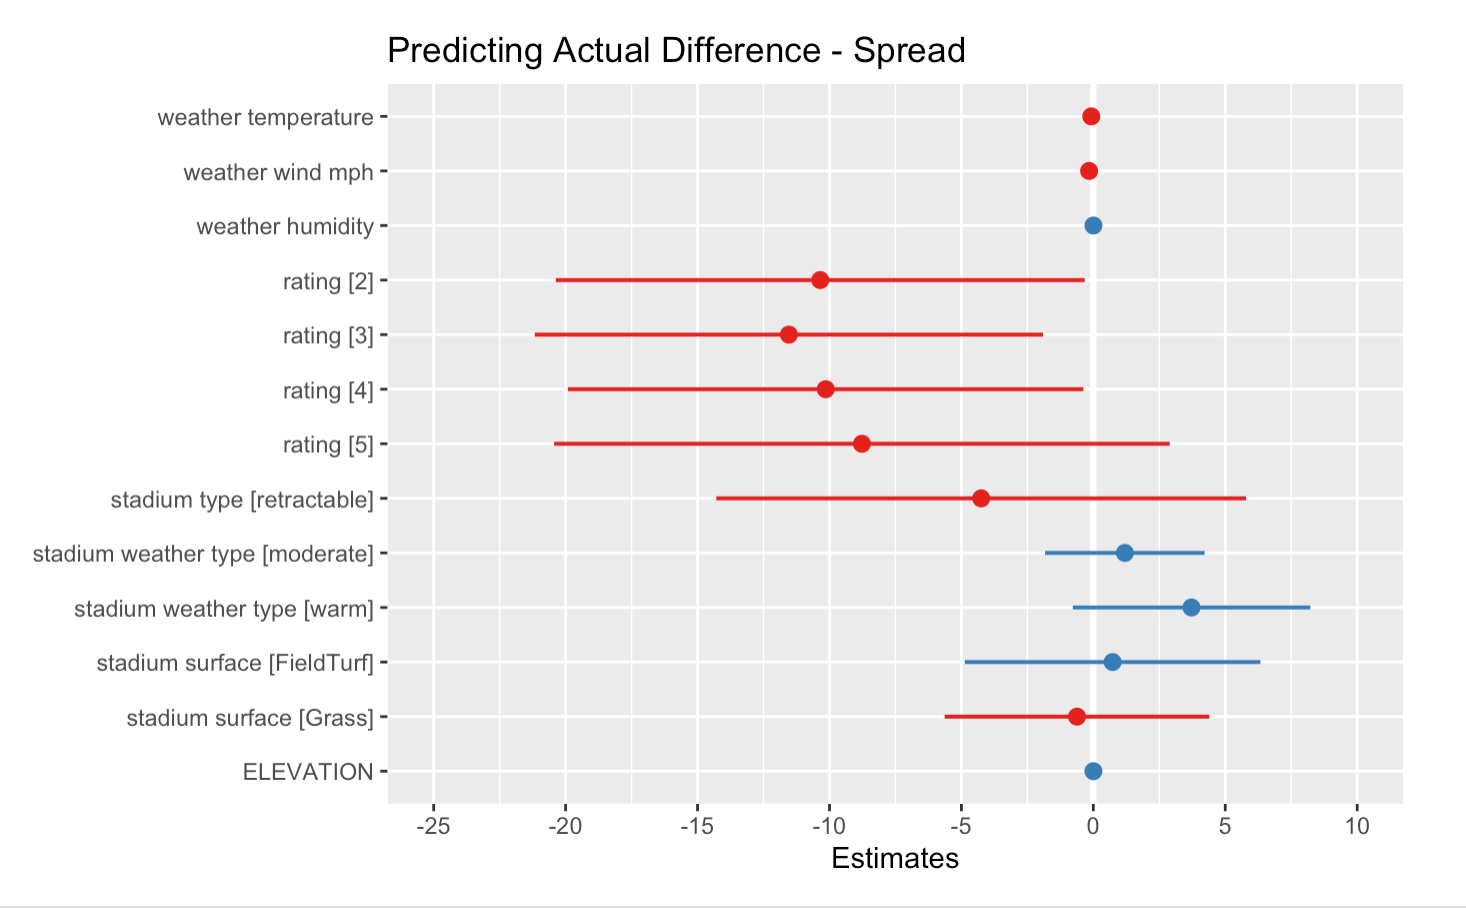 Predicting Actual Difference - Spread
weather temperature
weather wind mph
weather humidity
rating [2]
rating [3]
rating [4]
rating [5]
stadium type [retractable]
stadium weather type [moderate]
stadium weather type [warm]
stadium surface [FieldTurf]
stadium surface [Grass]
ELEVATION
-25 -20 -15 -10 -5 0 5 10
Estimates